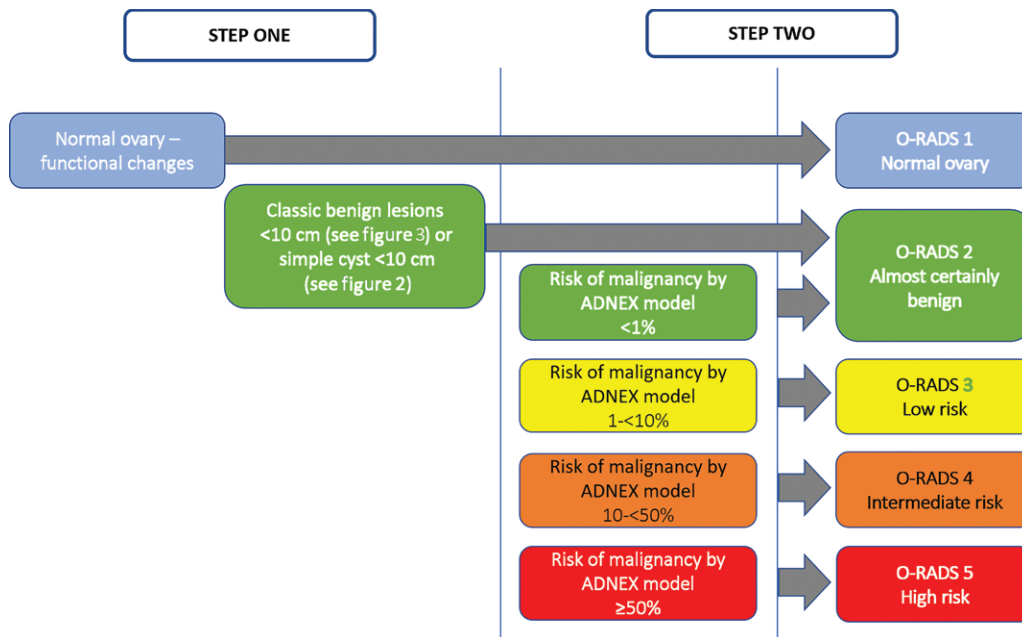 STEP ONE
STEP TWO
Normal ovary –
functional changes
O-RADS 1
Normal ovary
Classic benign lesions
<10 cm (see figure 3) or
simple cyst <10 cm
(see figure 2)
O-RADS 2
Almost certainly
benign
Risk of malignancy by
ADNEX model
<1%
Risk of malignancy by
ADNEX model
1-<10%
O-RADS 3
Low risk
Risk of malignancy by
ADNEX model
10-<50%
O-RADS 4
Intermediate risk
Risk of malignancy by
ADNEX model
≥50%
O-RADS 5
High risk